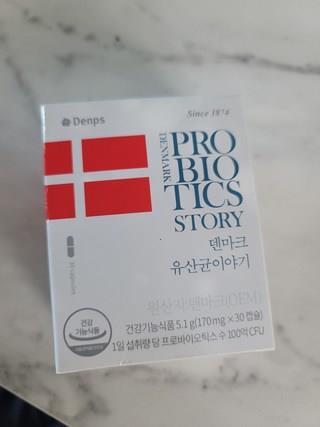 Denps
Since 1874
DENMARK
PRO
BIO
TICS
STORY
덴마크
유산균이야기
30 capsules
원산지:덴마크(OEM)
건강
기능식품
건강기능식품 5.1 g(170 mg × 30 캡슐)
1일 섭취량 당 프로바이오틱스 수 100억 CFU